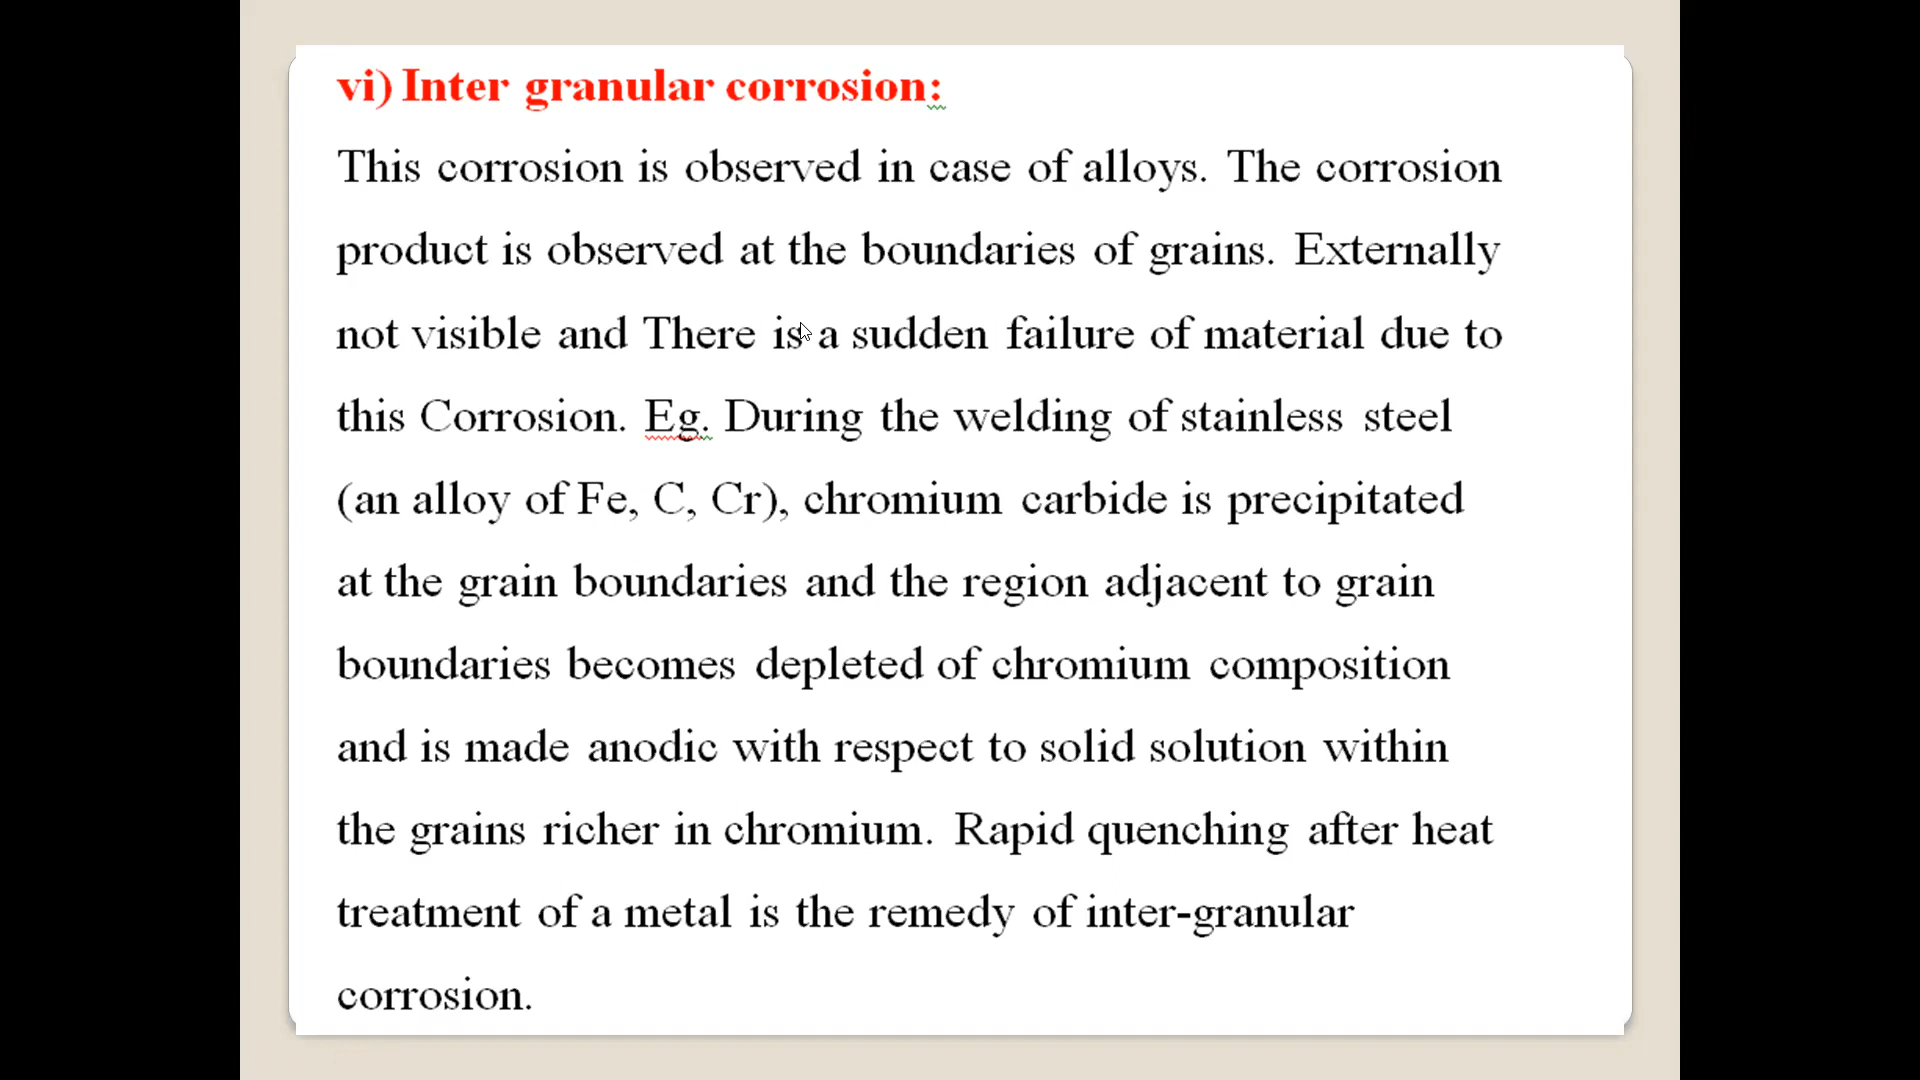 vi) Inter granular corrosion:
This corrosion is observed in case of alloys. The corrosion
product is observed at the boundaries of grains. Externally
not visible and There is a sudden failure of material due to
this Corrosion. Eg. During the welding of stainless steel
(an alloy of Fe, C, Cr), chromium carbide is precipitated
at the grain boundaries and the region adjacent to grain
boundaries becomes depleted of chromium composition
and is made anodic with respect to solid solution within
the grains richer in chromium. Rapid quenching after heat
treatment of a metal is the remedy of inter-granular
corrosion.